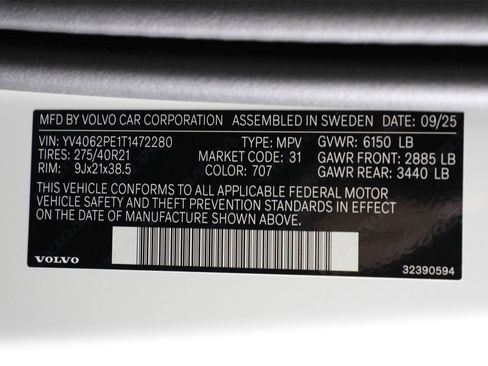 MFD BY VOLVO CAR CORPORATION ASSEMBLED IN SWEDEN DATE: 09/25
VIN: YV4062PE1T1472280 TYPE: MPV GVWR: 6150 LB
TIRES: 275/40R21 MARKET CODE: 31 GAWR FRONT: 2885 LB
RIM: 9Jx21x38.5 COLOR: 707 GAWR REAR: 3440 LB
THIS VEHICLE CONFORMS TO ALL APPLICABLE FEDERAL MOTOR
VEHICLE SAFETY AND THEFT PREVENTION STANDARDS IN EFFECT
ON THE DATE OF MANUFACTURE SHOWN ABOVE.
VOLVO 32390594